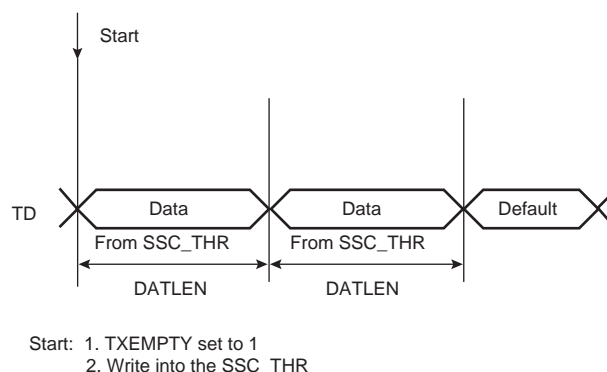 Start
TD
Data
Data
Default
From SSC_THR
From SSC_THR
DATLEN
DATLEN
Start: 1. TXEMPTY set to 1
2. Write into the SSC_THR